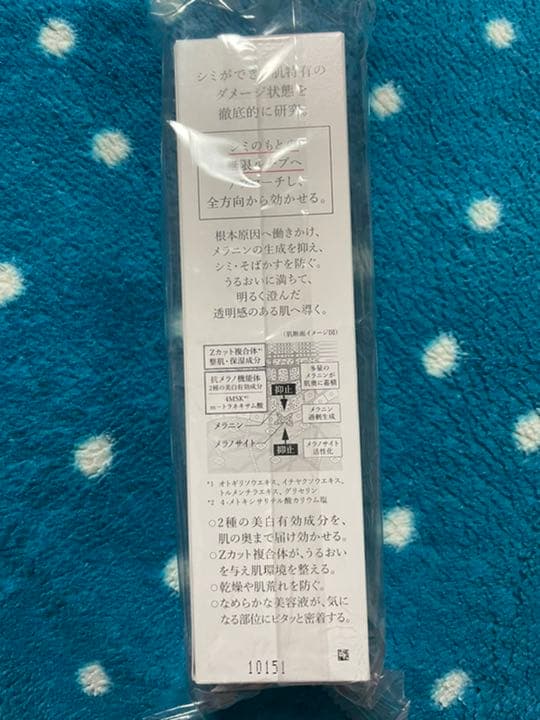 シミができる肌特有の
ダメージ状態を
徹底的に研究。
シミのもと
無限ループへ
アプローチし、
全方向から効かせる。
根本原因へ働きかけ、
メラニンの生成を抑え、
シミ・そばかすを防ぐ。
うるおいに満ちて、
明るく澄んだ
透明感のある肌へ導く。
(肌断面イメージ図)
Zカット複合体*1
整肌・保湿成分
抗メラノ機能体
2種の美白有効成分
4MSK*2
m-トラネキサム酸
多量の
メラニンが
肌奥に蓄積
抑止
メラニン
メラニン
過剰生成
メラノサイト
抑止
メラノサイト
活性化
*1 オトギリソウエキス、イチヤクソウエキス、
トルメンチラエキス、グリセリン
*2 4-メトキシサリチル酸カリウム塩
○2種の美白有効成分を、
肌の奥まで届け効かせる。
○Zカット複合体が、うるおい
を与え肌環境を整える。
○乾燥や肌荒れを防ぐ。
○なめらかな美容液が、気に
なる部位にピタッと密着する。
10151